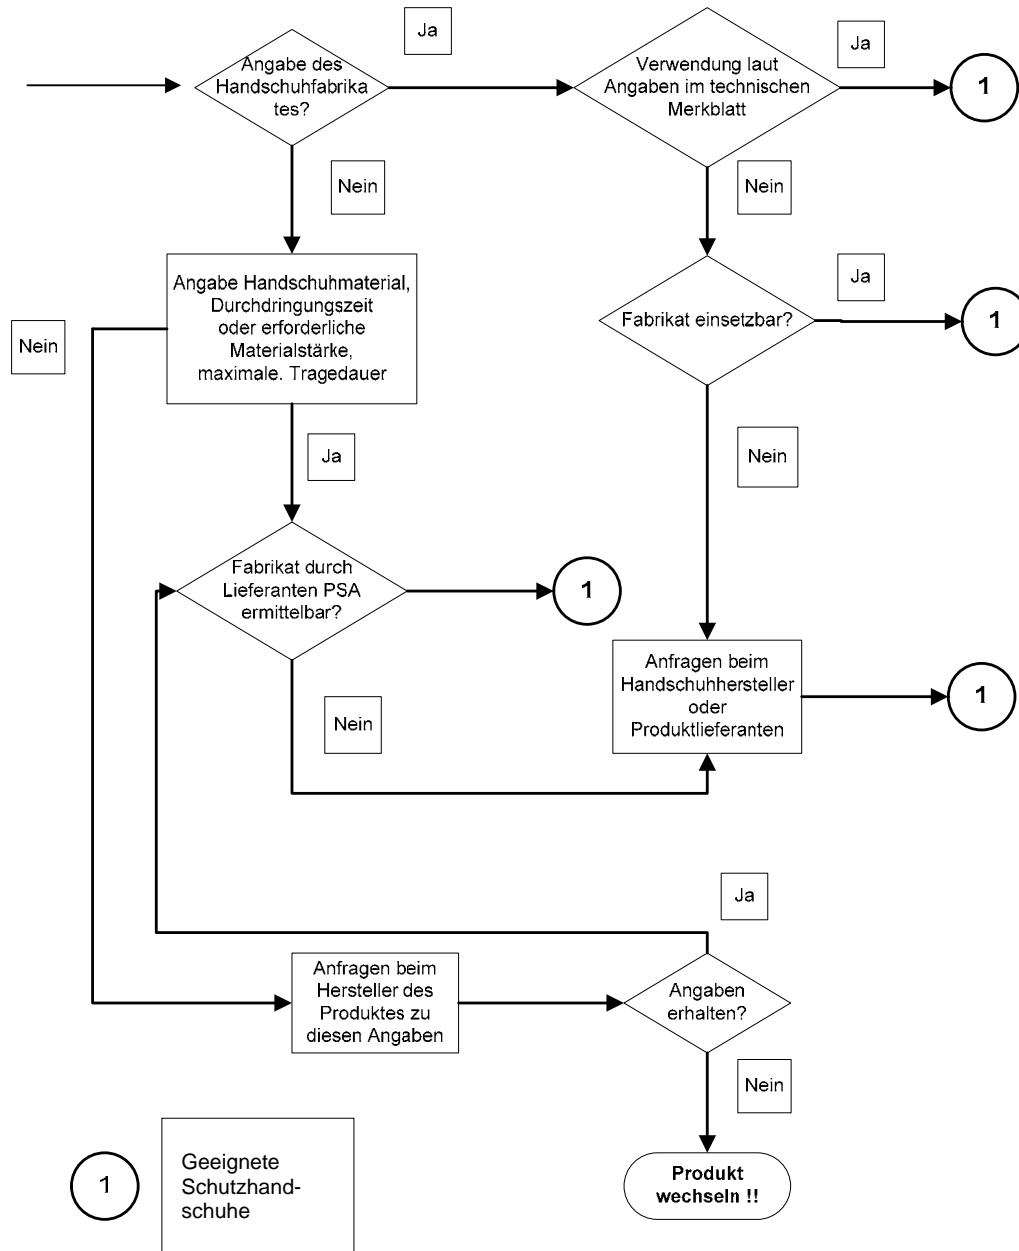 Ja
Angabe des
Handschuhfabrika
tes?
Verwendung laut
Angaben im technischen
Merkblatt
Ja
1
Nein
Nein
Angabe Handschuhmaterial,
Durchdringungszeit
oder erforderliche
Materialstärke,
maximale. Tragedauer
Ja
Fabrikat einsetzbar?
1
Nein
Nein
Ja
Fabrikat durch
Lieferanten PSA
ermittelbar?
1
Nein
Anfragen beim
Handschuhhersteller
oder
Produktlieferanten
1
Ja
Anfragen beim
Hersteller des
Produktes zu
diesen Angaben
Angaben
erhalten?
Nein
1
Geeignete
Schutzhand-
schuhe
Produkt
wechseln !!